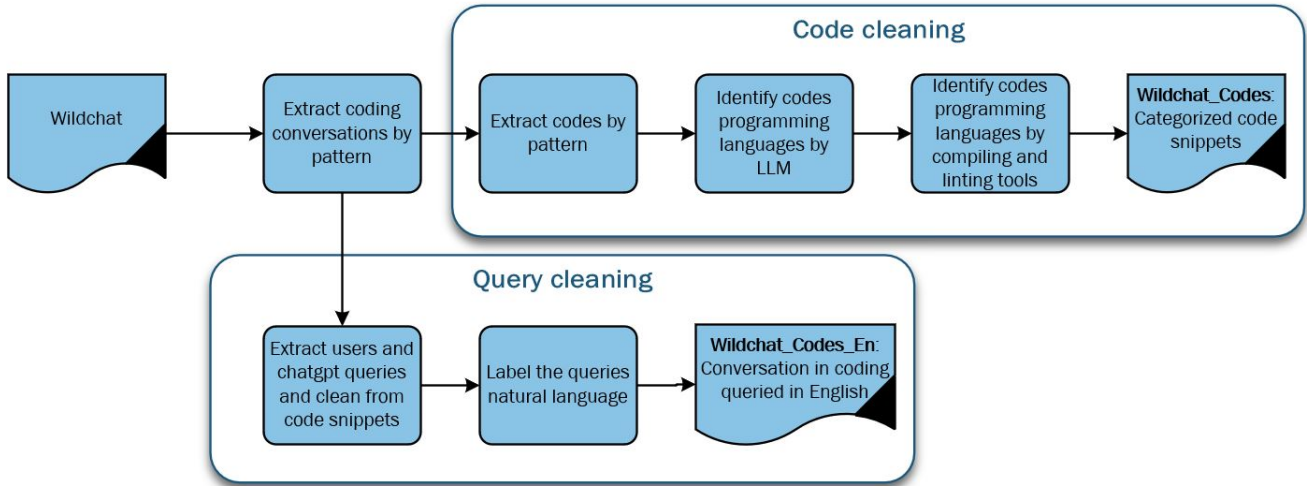 Code cleaning
Wildchat
Extract coding
conversations by
pattern
Extract codes by
pattern
Identify codes
programming
languages by
LLM
Identify codes
programming
languages by
compiling and
linting tools
Wildchat_Codes:
Categorized code
snippets
Query cleaning
Extract users and
chatgpt queries
and clean from
code snippets
Label the queries
natural language
Wildchat_Codes_En:
Conversation in coding
queried in English